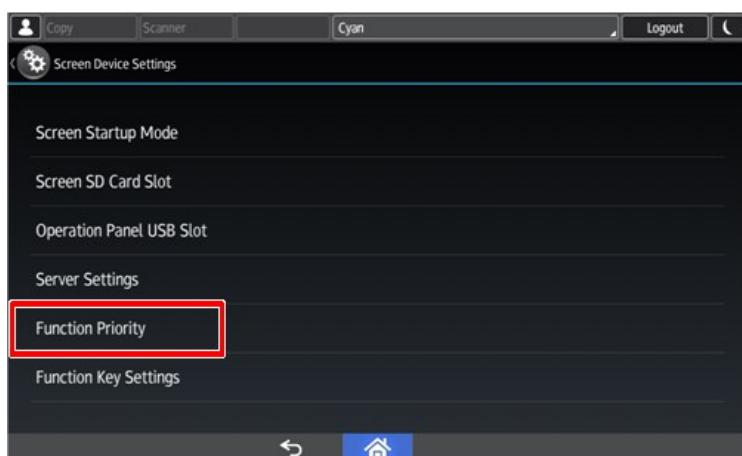 Copy Scanner Cyan Logout
Screen Device Settings
Screen Startup Mode
Screen SD Card Slot
Operation Panel USB Slot
Server Settings
Function Priority
Function Key Settings